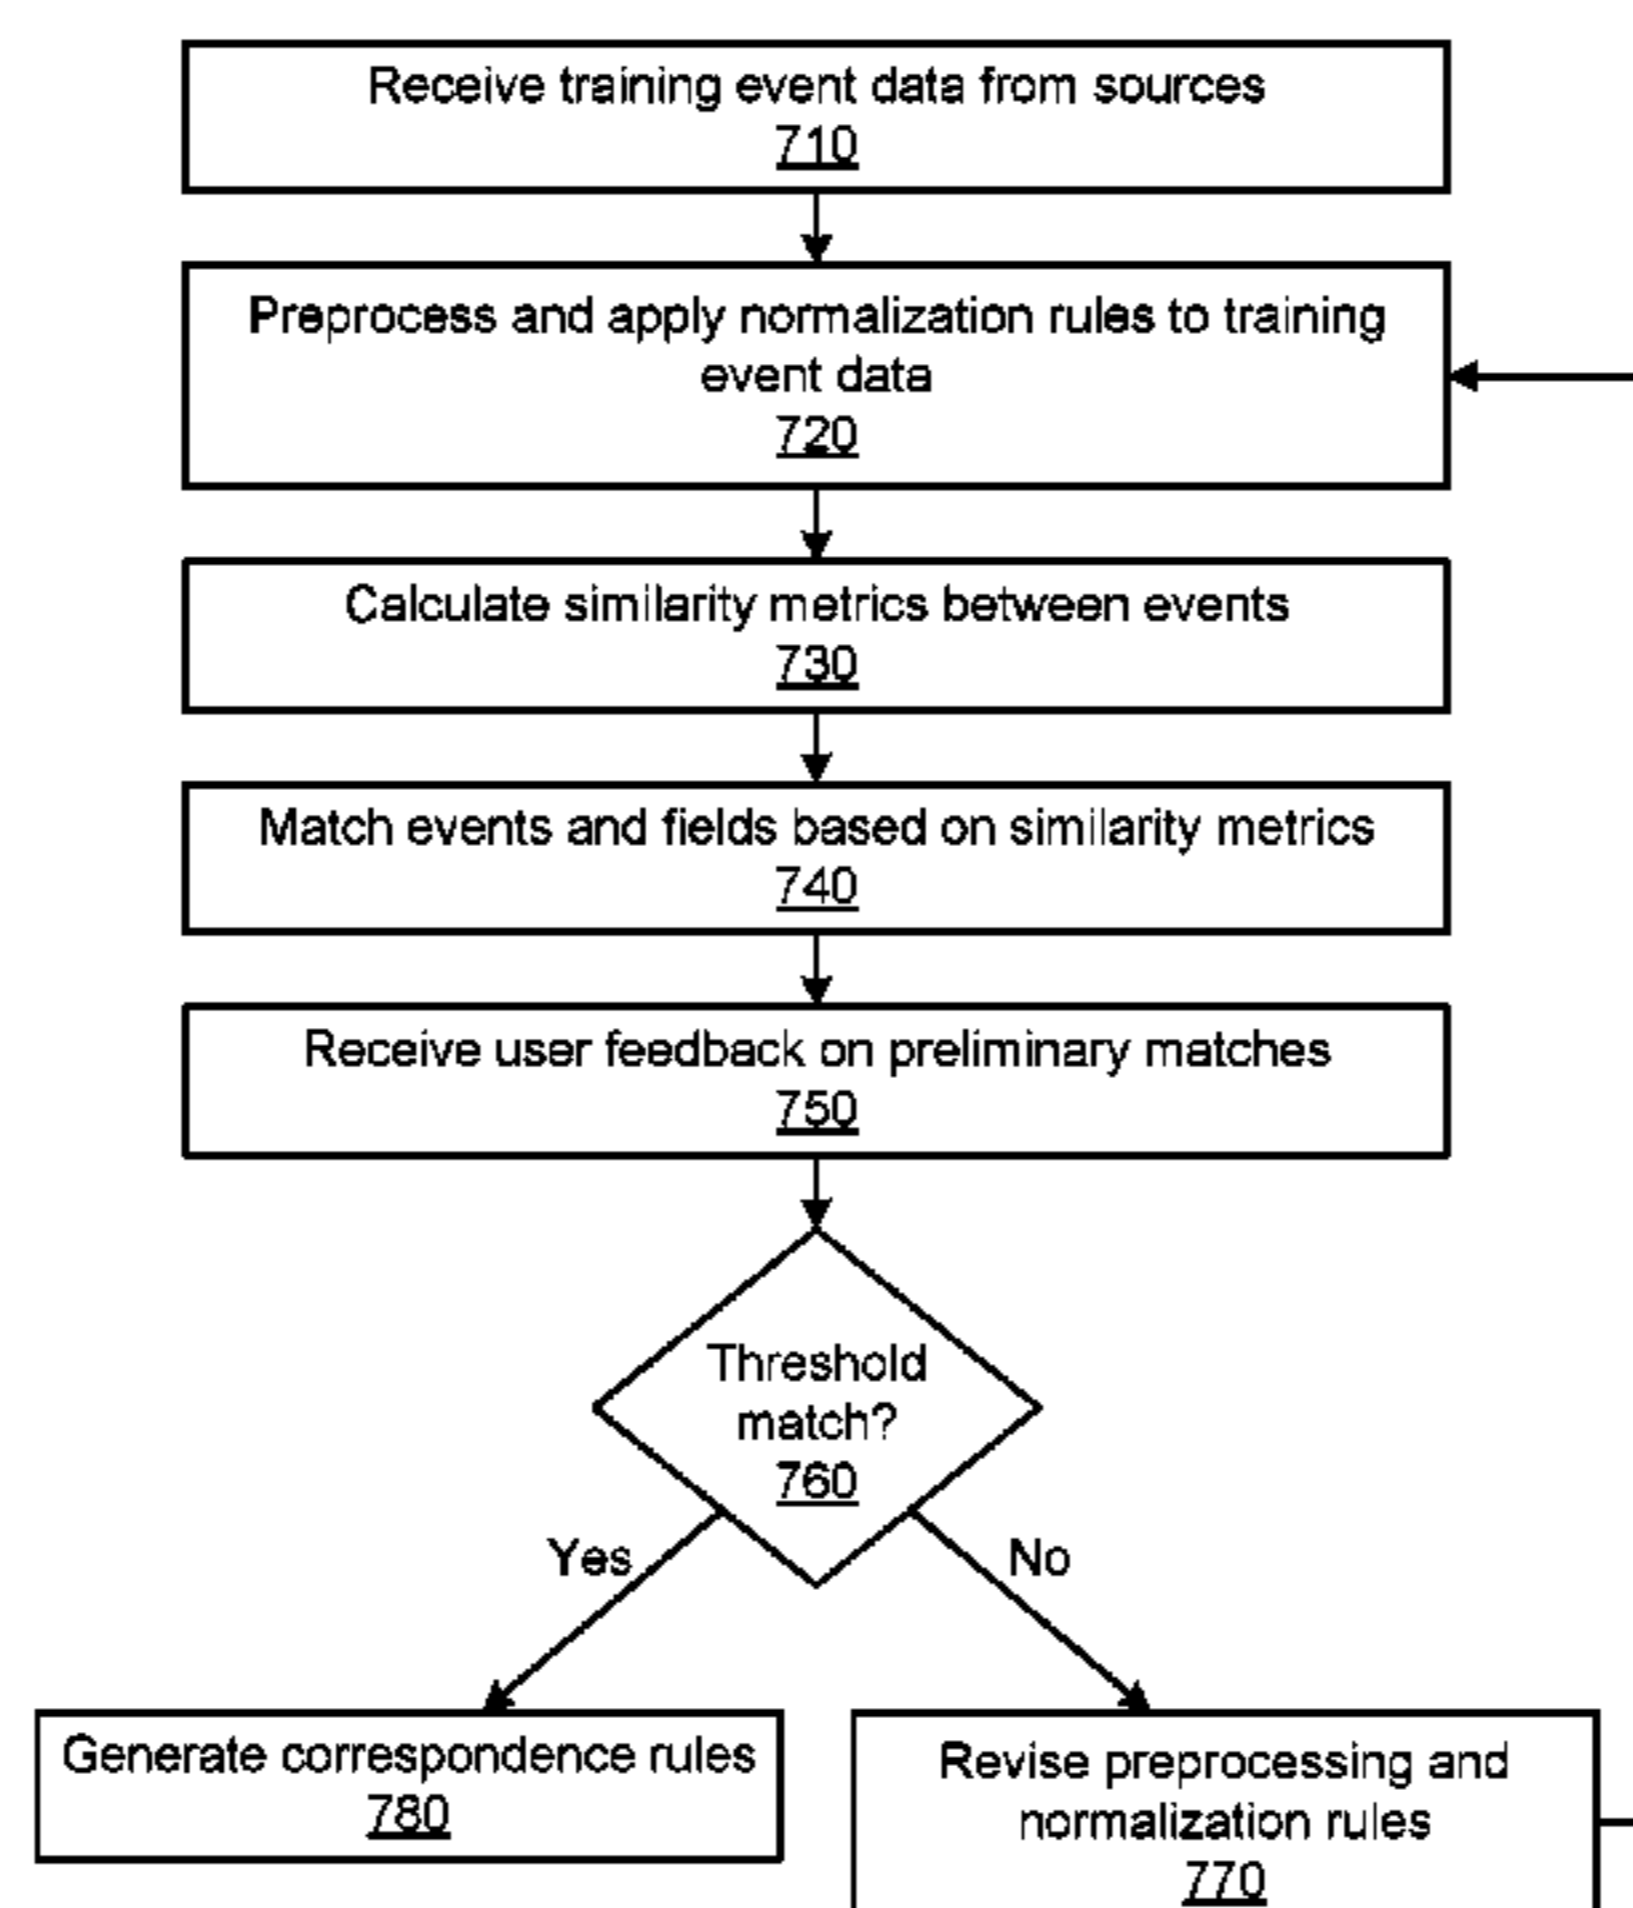 Receive training event data from sources
710
Preprocess and apply normalization rules to training
event data
720
Calculate similarity metrics between events
730
Match events and fields based on similarity metrics
740
Receive user feedback on preliminary matches
750
Threshold
match?
760
Yes
No
Generate correspondence rules
780
Revise preprocessing and
normalization rules
770